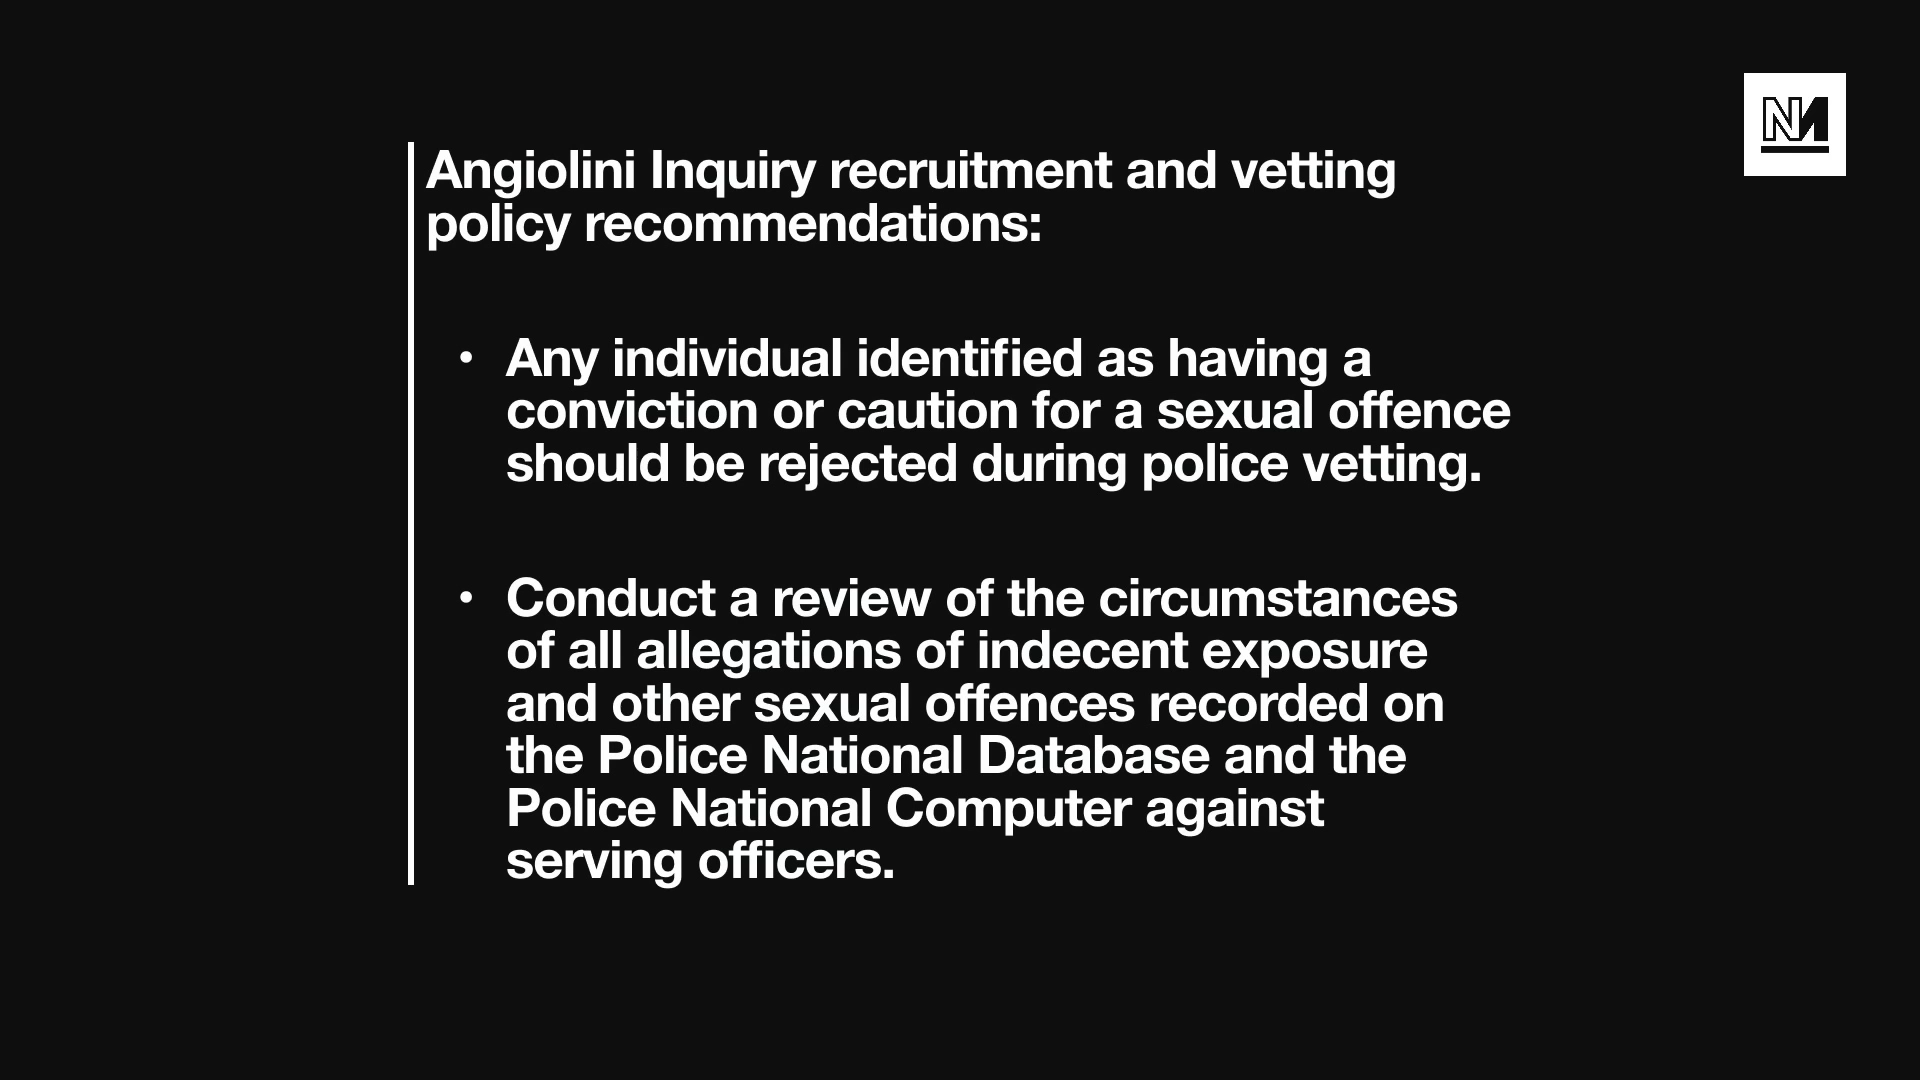 NM
Angiolini Inquiry recruitment and vetting
policy recommendations:
• Any individual identified as having a
conviction or caution for a sexual offence
should be rejected during police vetting.
• Conduct a review of the circumstances
of all allegations of indecent exposure
and other sexual offences recorded on
the Police National Database and the
Police National Computer against
serving officers.